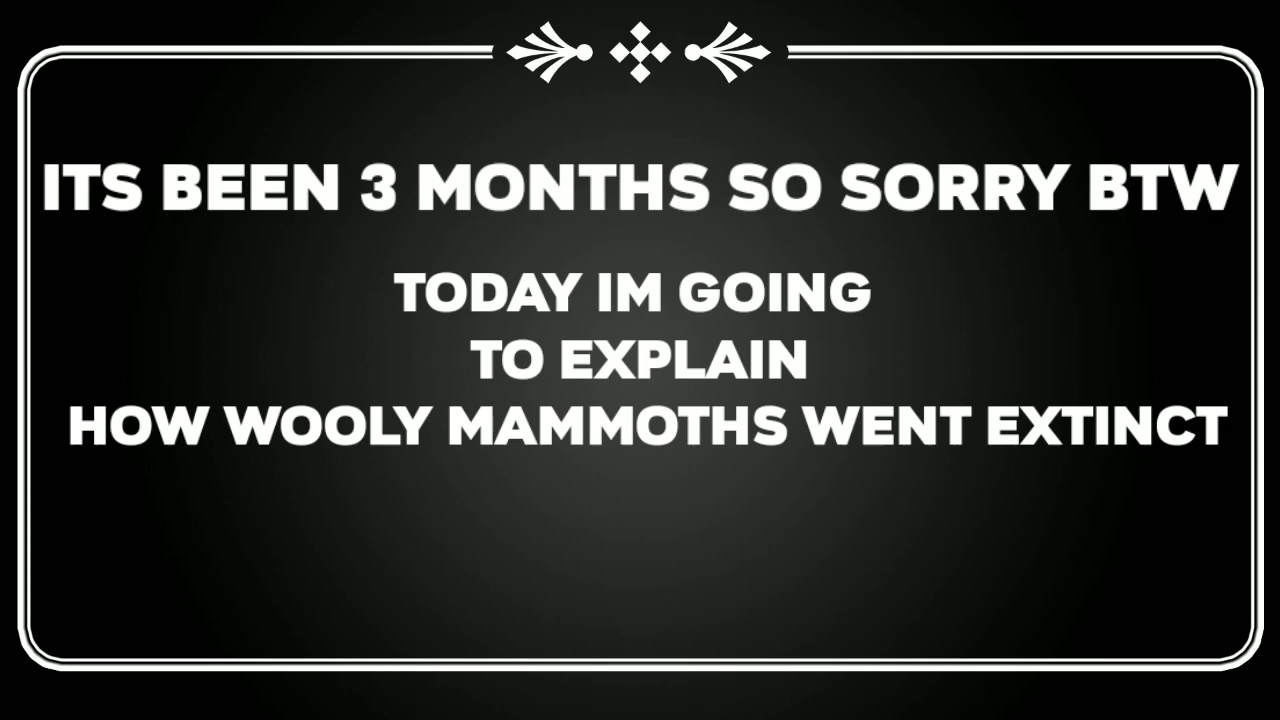 ITS BEEN 3 MONTHS SO SORRY BTW
TODAY IM GOING
TO EXPLAIN
HOW WOOLY MAMMOTHS WENT EXTINCT